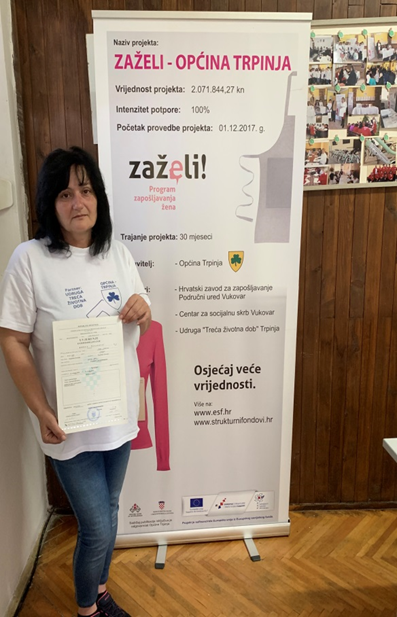 Naziv projekta:
ZAŽELI - OPĆINA TRPINJA
Vrijednost projekta: 2.071.844,27 kn
Intenzitet potpore: 100%
Početak provedbe projekta: 01.12.2017. g.
zaželi!
Program
zapošljavanja
žena
Trajanje projekta: 30 mjeseci
- Općina Trpinja
- Hrvatski zavod za zapošljavanje
Područni ured Vukovar
- Centar za socijalnu skrb Vukovar
- Udruga "Treća životna dob" Trpinja
Osjećaj veće
vrijednosti.
Više na:
www.esf.hr
www.strukturnifondovi.hr
UDRUGA
TREĆA
ŽIVOTNA
DOB
OPĆINA
TRPINJA